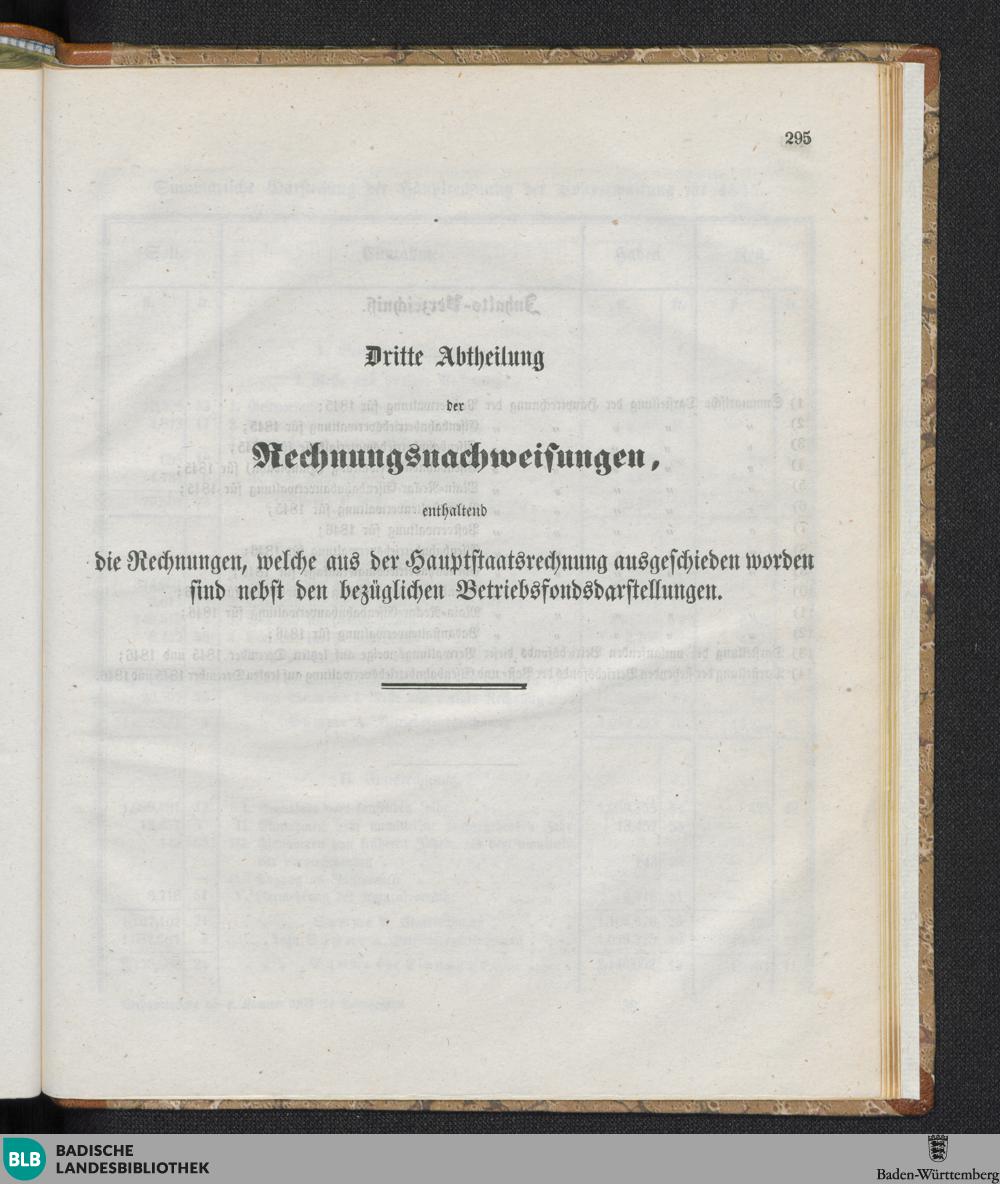 295
Dritte Abtheilung
der
Rechnungsnachweisungen,
enthaltend
die Rechnungen, welche aus der Hauptstaatsrechnung ausgeschieden worden
sind nebst den bezüglichen Betriebsfondsdarstellungen.
BLB
BADISCHE
LANDESBIBLIOTHEK
Baden-Württemberg